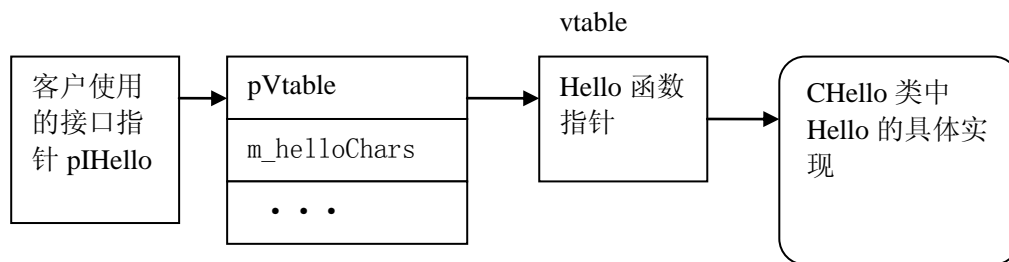 vtable
客户使用
的接口指
针 pIHello
pVtable
m_helloChars
···
Hello 函数
指针
CHello 类中
Hello 的具体实
现